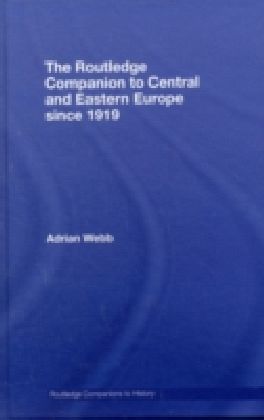 The Routledge
Companion to Central
and Eastern Europe
since 1919
Adrian Webb
Routledge Companions to History